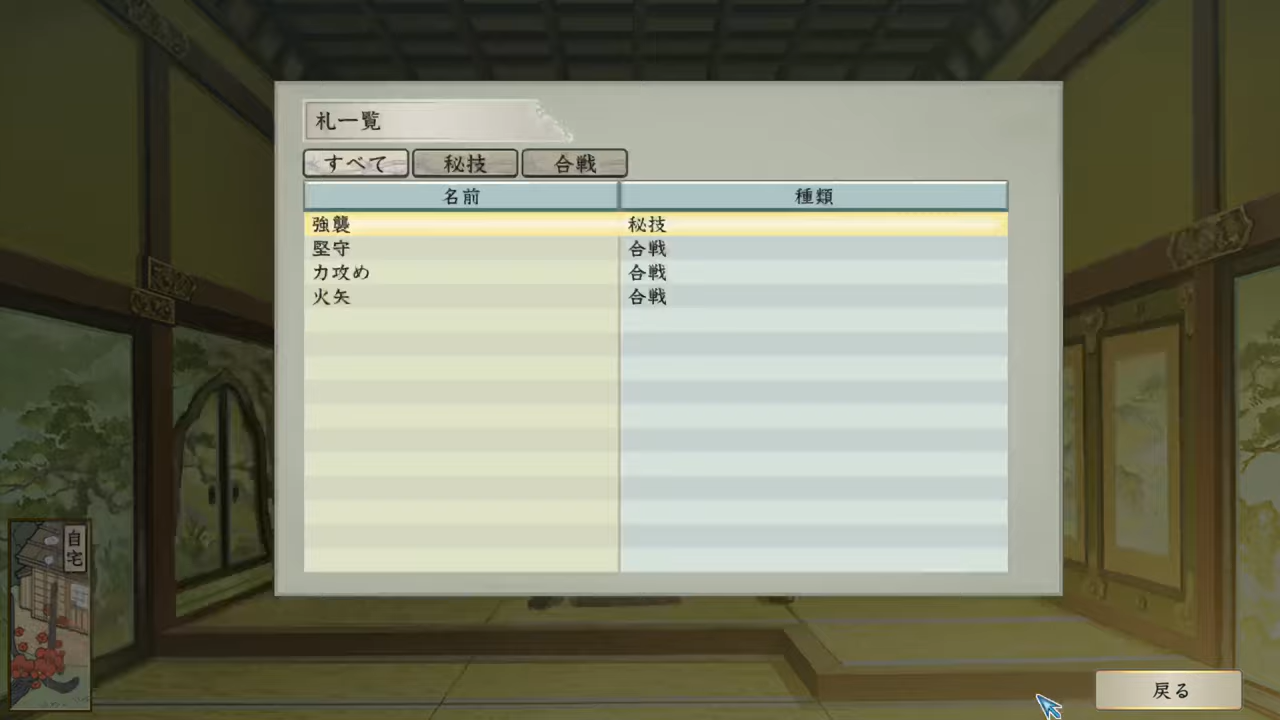 札一覧
すべて 秘技 合戦
名前 種類
強襲 秘技
堅守 合戦
力攻め 合戦
火矢 合戦
自宅
戻る